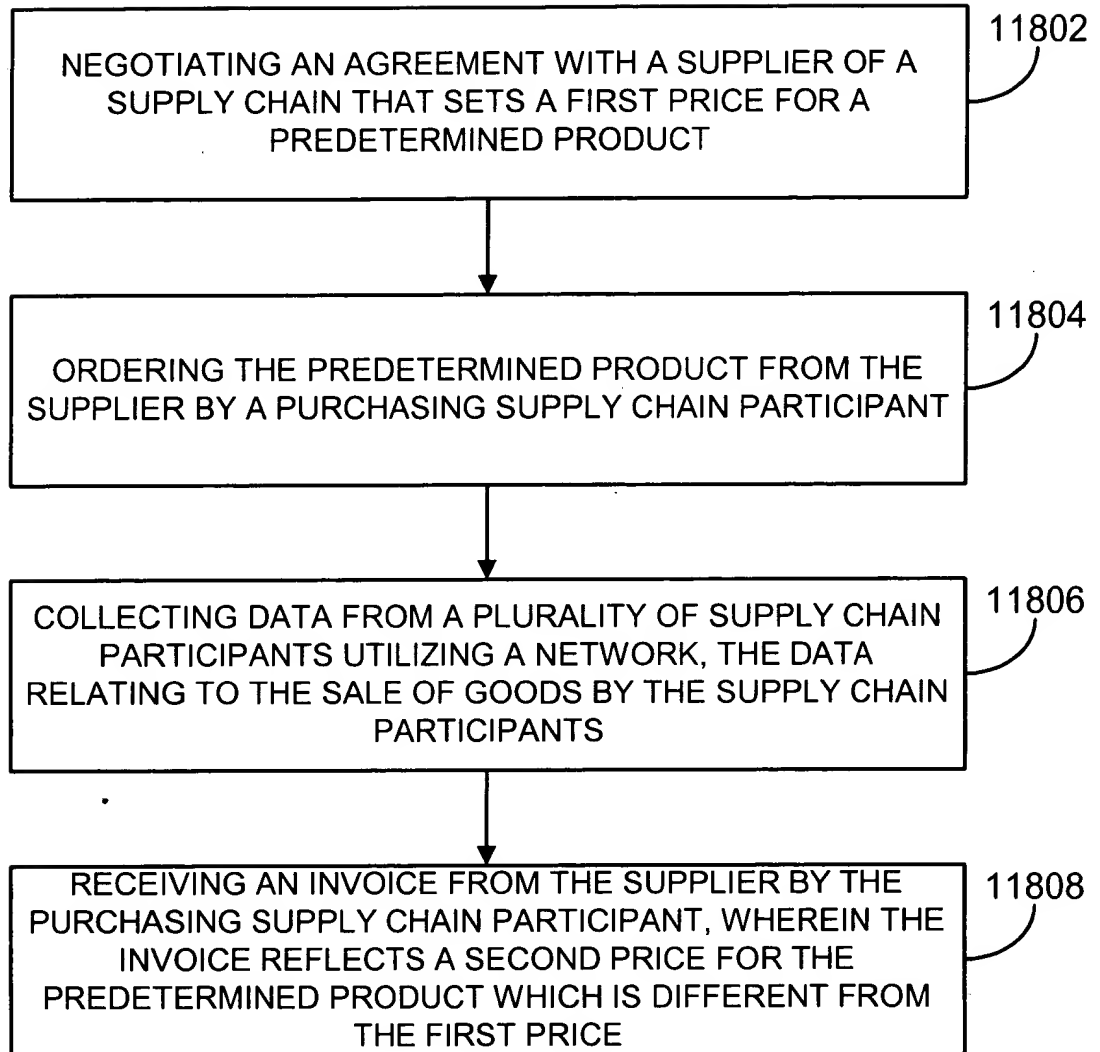 11802
NEGOTIATING AN AGREEMENT WITH A SUPPLIER OF A
SUPPLY CHAIN THAT SETS A FIRST PRICE FOR A
PREDETERMINED PRODUCT
11804
ORDERING THE PREDETERMINED PRODUCT FROM THE
SUPPLIER BY A PURCHASING SUPPLY CHAIN PARTICIPANT
11806
COLLECTING DATA FROM A PLURALITY OF SUPPLY CHAIN
PARTICIPANTS UTILIZING A NETWORK, THE DATA
RELATING TO THE SALE OF GOODS BY THE SUPPLY CHAIN
PARTICIPANTS
11808
RECEIVING AN INVOICE FROM THE SUPPLIER BY THE
PURCHASING SUPPLY CHAIN PARTICIPANT, WHEREIN THE
INVOICE REFLECTS A SECOND PRICE FOR THE
PREDETERMINED PRODUCT WHICH IS DIFFERENT FROM
THE FIRST PRICE